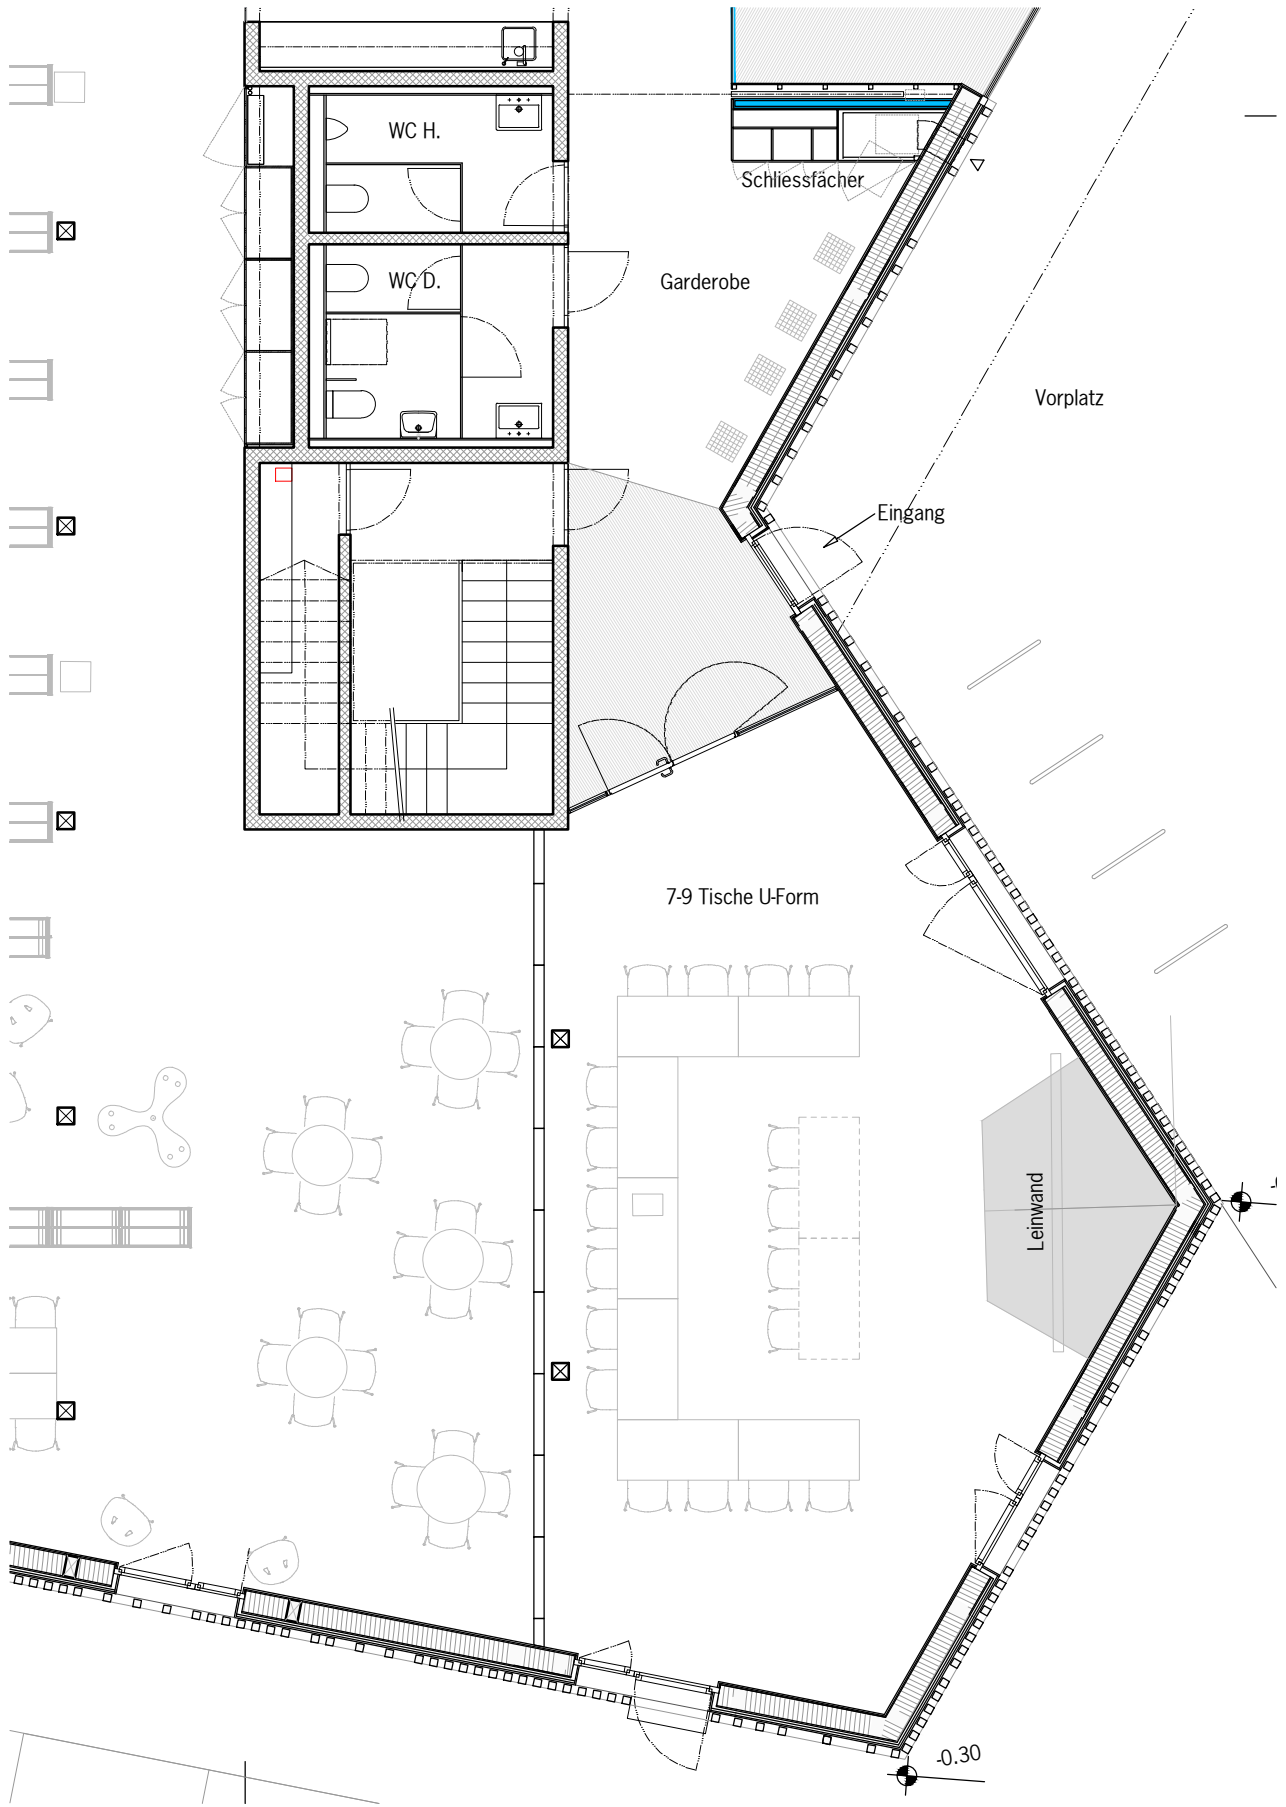 WC H.
Schliessfächer
WC D.
Garderobe
Vorplatz
Eingang
7-9 Tische U-Form
Leinwand
-0.30